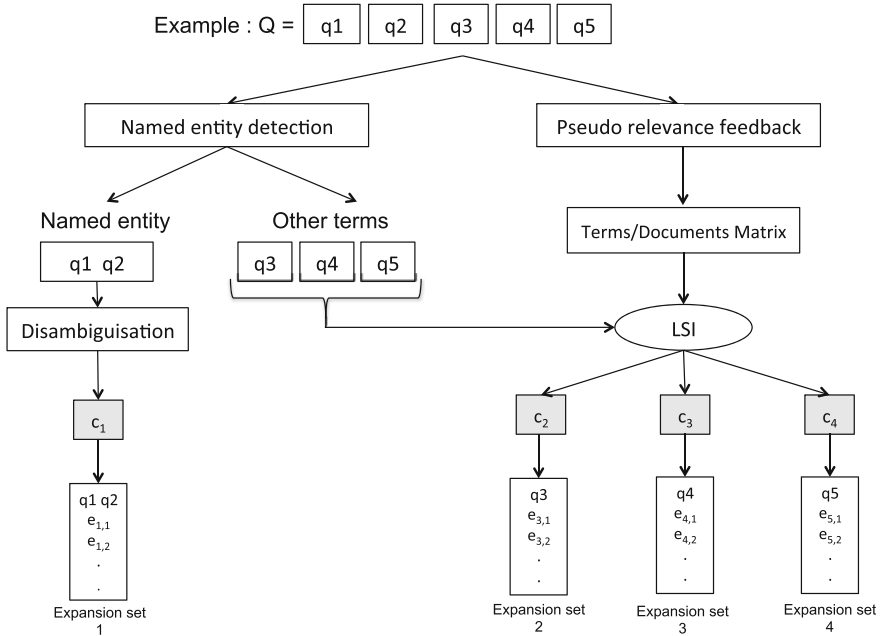 Example : Q = q1 q2 q3 q4 q5
Named entity detection
Pseudo relevance feedback
Named entity
Other terms
q1 q2
q3 q4 q5
Terms/Documents Matrix
Disambiguisation
LSI
c1
c2
c3
c4
q1 q2
e1,1
e1,2
.
.
Expansion set
1
q3
e3,1
e3,2
.
.
Expansion set
2
q4
e4,1
e4,2
.
.
Expansion set
3
q5
e5,1
e5,2
.
.
Expansion set
4